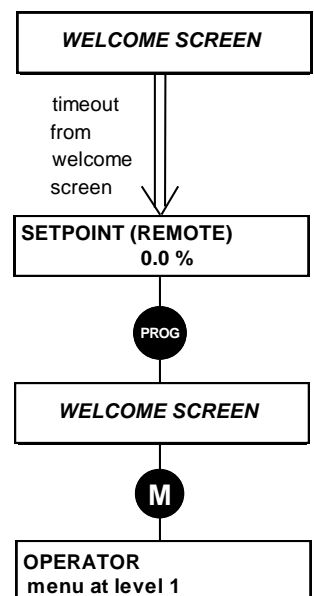 WELCOME SCREEN
timeout
from
welcome
screen
SETPOINT (REMOTE)
0.0 %
PROG
WELCOME SCREEN
M
OPERATOR
menu at level 1